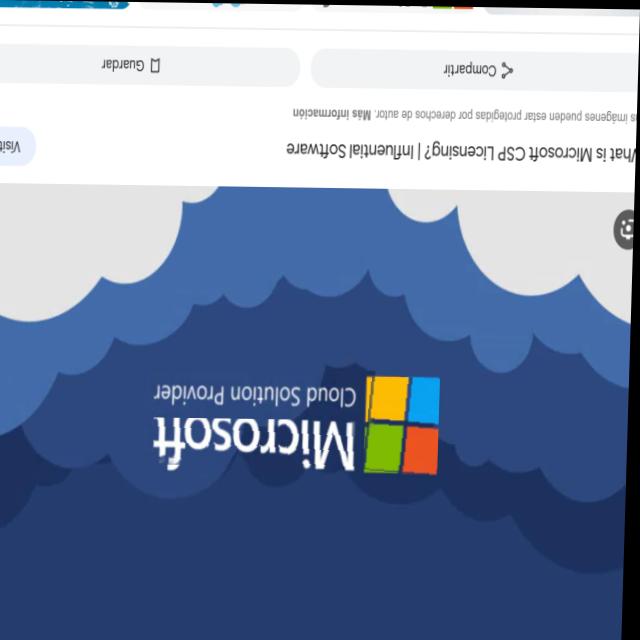 Microsoft
Cloud Solution Provider
What is Microsoft CSP Licensing? | Influential Software
imágenes pueden estar protegidas por derechos de autor. Más información
Compartir
Guardar